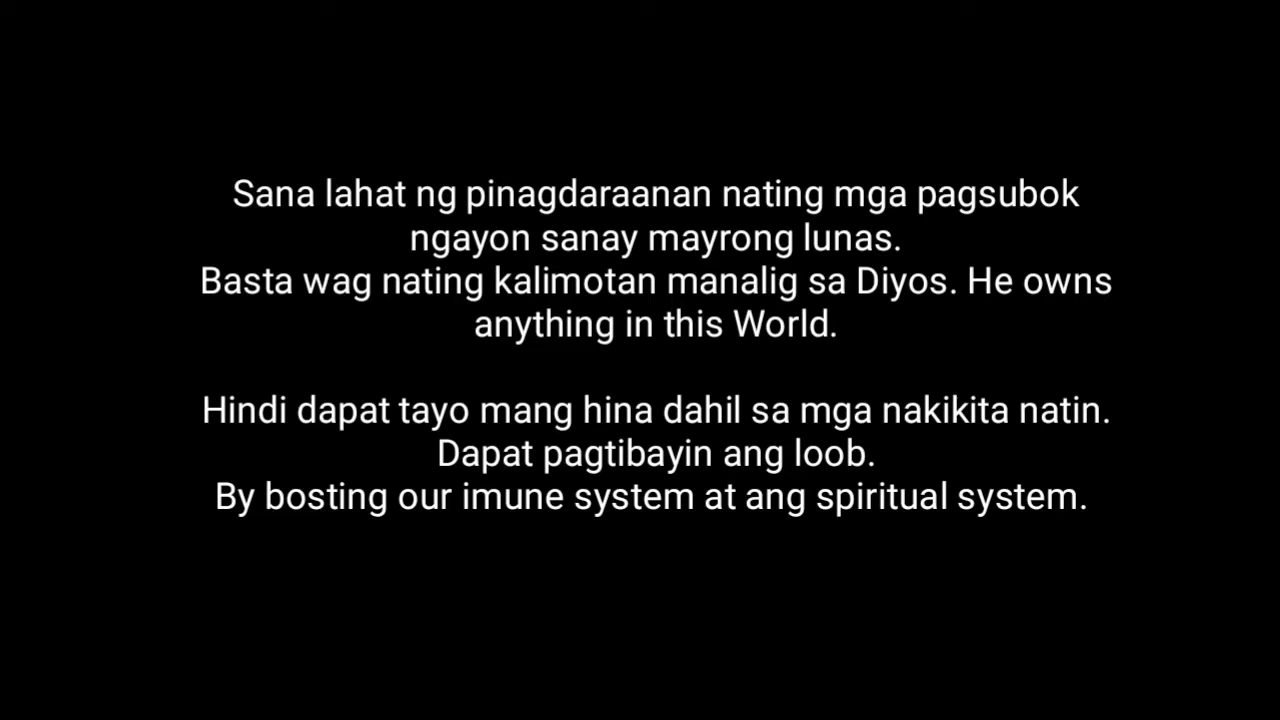 Sana lahat ng pinagdaraanan nating mga pagsubok
ngayon sanay mayrong lunas.
Basta wag nating kalimotan manalig sa Diyos. He owns
anything in this World.
Hindi dapat tayo mang hina dahil sa mga nakikita natin.
Dapat pagtibayin ang loob.
By bosting our imune system at ang spiritual system.